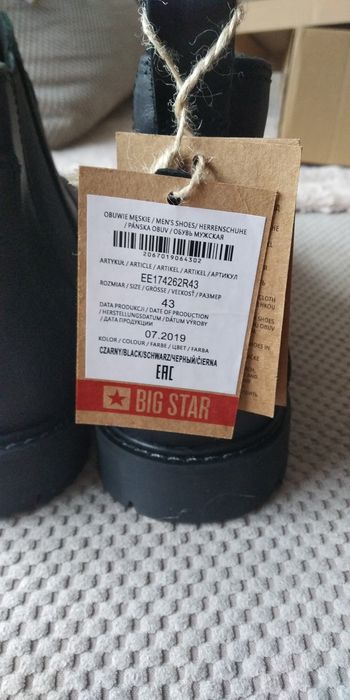 OBUWIE MĘSKIE / MEN'S SHOES/ HERRENSCHUHE
/ PÁNSKA OBUV / ОБУВЬ МУЖСКАЯ
2067019064302
ARTYKUŁ / ARTICLE / ARTIKEL / ARTIKEL / АРТИКУЛ
EE174262R43
ROZMIAR / SIZE / GRÖSSE / VEĽKOSŤ / РАЗМЕР
43
DATA PRODUKCJI / DATE OF PRODUCTION
/ HERSTELLUNGSDATUM / DÁTUM VÝROBY
/ ДАТА ПРОДУКЦИИ
07.2019
KOLOR / COLOUR / FARBE / ЦВЕТ / FARBA
CZARNY/BLACK/SCHWARZ/ЧЕРНЫЙ/ČIERNA
EAC
BIG STAR
CLOTH